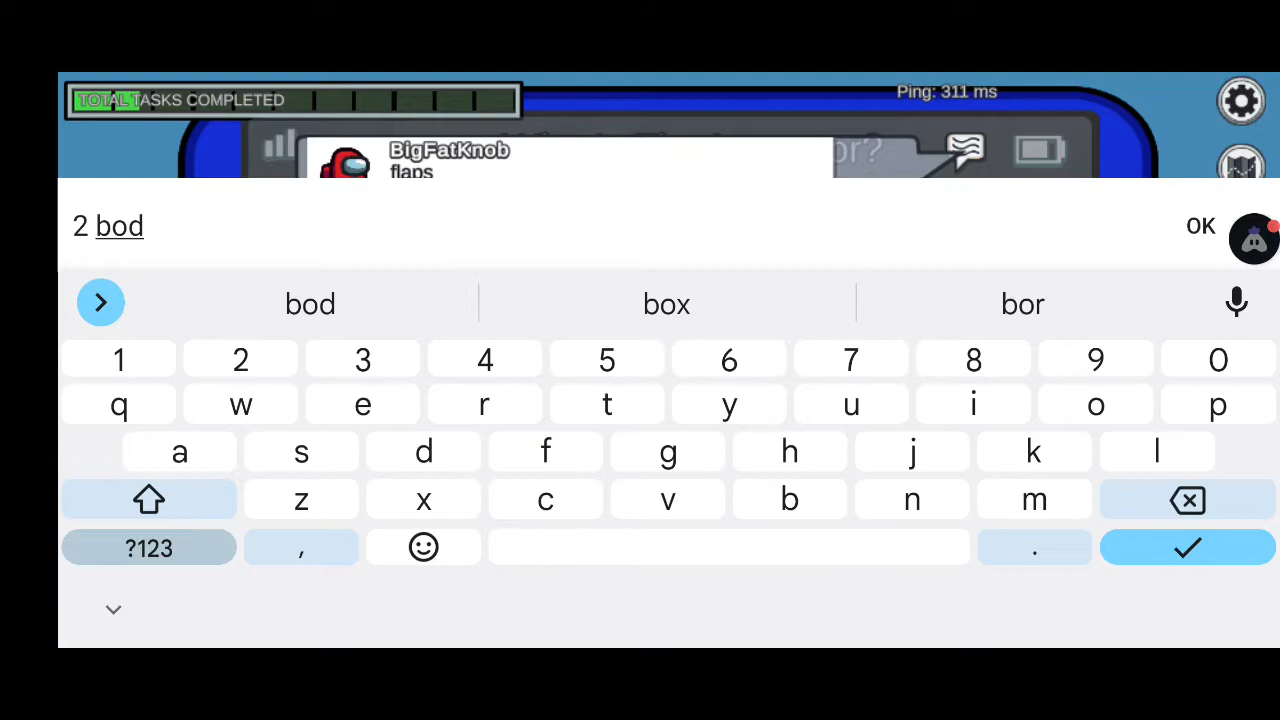 TOTAL TASKS COMPLETED
Ping: 311 ms
or?
BigFatKnob
flaps
2 bod
OK
bod box bor
1 2 3 4 5 6 7 8 9 0
q w e r t y u i o p
a s d f g h j k l
z x c v b n m
?123 , .